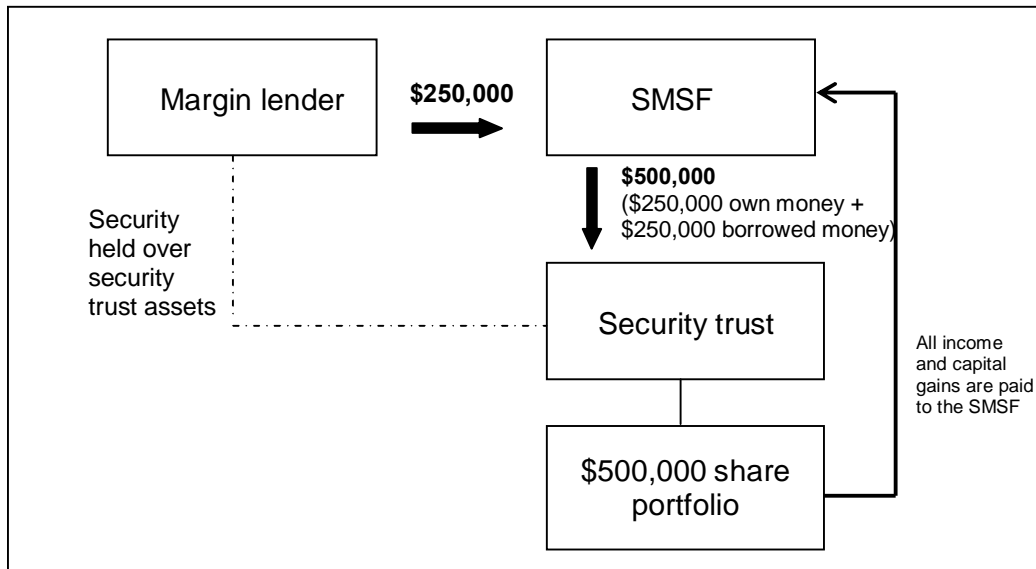 Margin lender
$250,000
SMSF
$500,000
($250,000 own money +
$250,000 borrowed money)
Security
held over
security
trust assets
Security trust
All income
and capital
gains are paid
to the SMSF
$500,000 share
portfolio